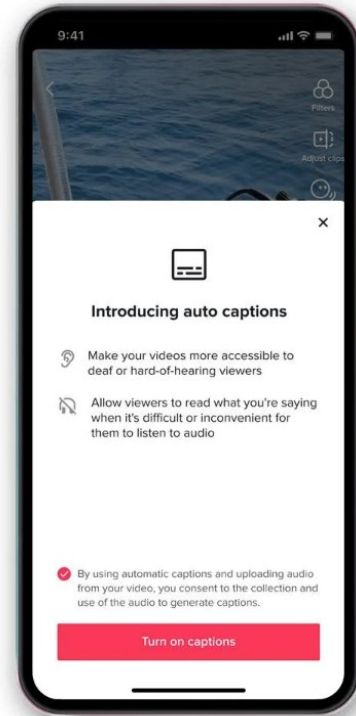 9:41
Filters
Adjust clips
Introducing auto captions
Make your videos more accessible to
deaf or hard-of-hearing viewers
Allow viewers to read what you're saying
when it's difficult or inconvenient for
them to listen to audio
By using automatic captions and uploading audio
from your video, you consent to the collection and
use of the audio to generate captions.
Turn on captions